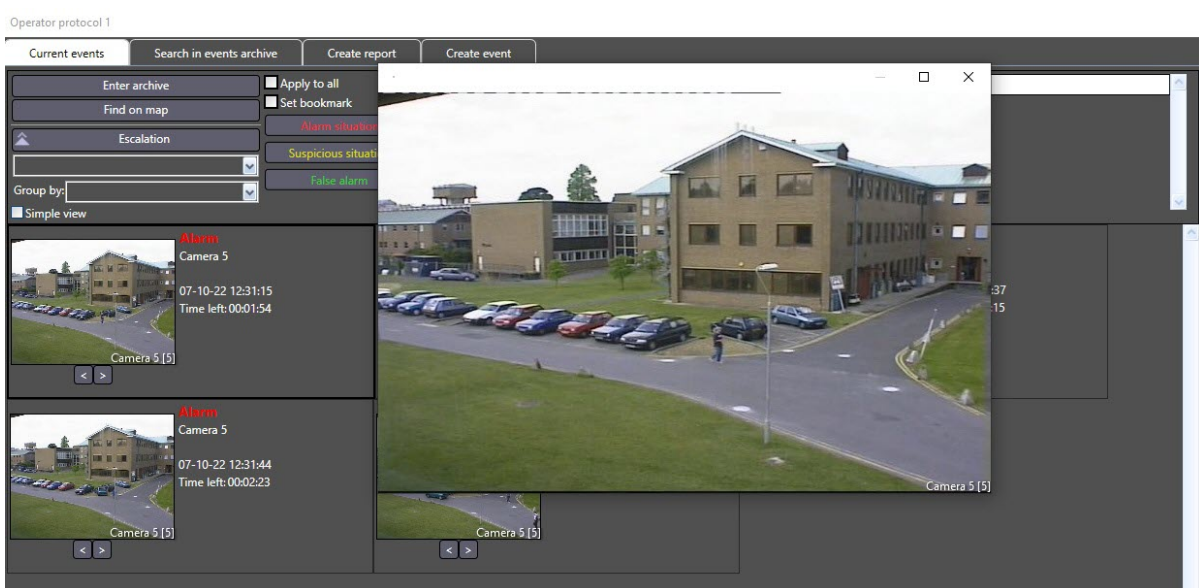 Operator protocol 1
Current events
Search in events archive
Create report
Create event
Enter archive
Find on map
Escalation
Group by:
Simple view
Apply to all
Set bookmark
Alarm situation
Suspicious situati
False alarm
Alarm
Camera 5
07-10-22 12:31:15
Time left: 00:01:54
Camera 5 [5]
< >
:37
:15
Camera 5 [5]
Alarm
Camera 5
07-10-22 12:31:44
Time left: 00:02:23
Camera 5 [5]
< >
Camera 5 [5]
< >